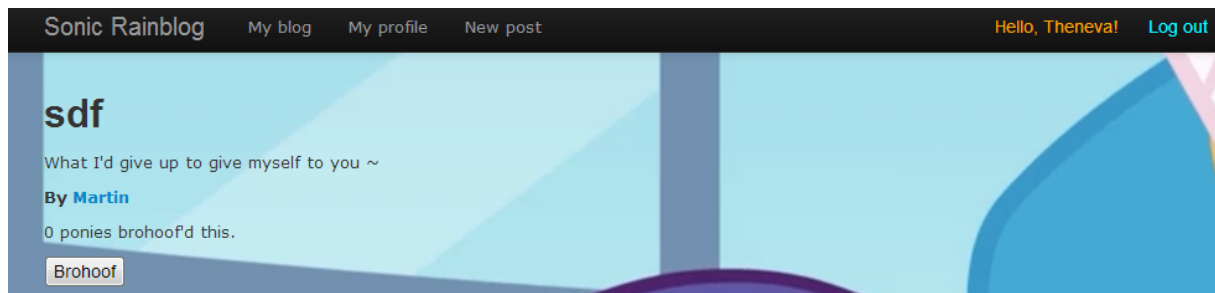 Sonic Rainblog My blog My profile New post Hello, Theneva! Log out
sdf
What I'd give up to give myself to you ~
By Martin
0 ponies brohoof'd this.
Brohoof